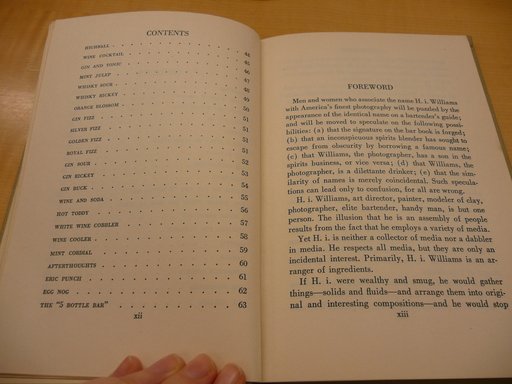 CONTENTS
HIGHBALL 44
WINE COCKTAIL 45
GIN AND TONIC 46
MINT JULEP 47
WHISKY SOUR 48
WHISKY RICKEY 49
ORANGE BLOSSOM 50
GIN FIZZ 51
SILVER FIZZ 51
GOLDEN FIZZ 51
ROYAL FIZZ 51
GIN SOUR 52
GIN RICKEY 53
GIN BUCK 54
WINE AND SODA 55
HOT TODDY 56
WHITE WINE COBBLER 57
WINE COOLER 58
MINT CORDIAL 59
AFTERTHOUGHTS 60
ERIC PUNCH 61
EGG NOG 62
THE "5 BOTTLE BAR" 63
xii
FOREWORD
Men and women who associate the name H. i. Williams
with America's finest photography will be puzzled by the
appearance of the identical name on a bartender's guide;
and will be moved to speculate on the following possi-
bilities: (a) that the signature on the bar book is forged;
(b) that an inconspicuous spirits blender has sought to
escape from obscurity by borrowing a famous name;
(c) that Williams, the photographer, has a son in the
spirits business, or vice versa; (d) that Williams, the
photographer, is a dilettante drinker; (e) that the sim-
ilarity of names is merely coincidental. Such specula-
tions can lead only to confusion, for all are wrong.
H. i. Williams, art director, painter, modeler of clay,
photographer, elite bartender, handy man, is but one
person. The illusion that he is an assembly of people
results from the fact that he employs a variety of media.
Yet H. i. is neither a collector of media nor a dabbler
in media. He respects all media, but they are only an
incidental interest. Primarily, H. i. Williams is an ar-
ranger of ingredients.
If H. i. were wealthy and smug, he would gather
things—solids and fluids—and arrange them into origi-
nal and interesting compositions—and he would stop
xiii